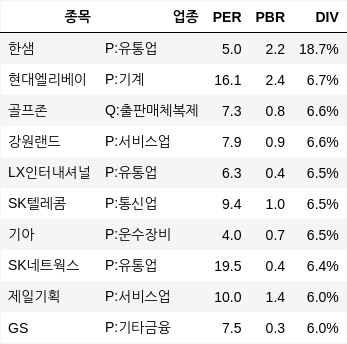 종목 업종 PER PBR DIV
한샘 P:유통업 5.0 2.2 18.7%
현대엘리베이 P:기계 16.1 2.4 6.7%
골프존 Q:출판매체복제 7.3 0.8 6.6%
강원랜드 P:서비스업 7.9 0.9 6.6%
LX인터내셔널 P:유통업 6.3 0.4 6.5%
SK텔레콤 P:통신업 9.4 1.0 6.5%
기아 P:운수장비 4.0 0.7 6.5%
SK네트웍스 P:유통업 19.5 0.4 6.4%
제일기획 P:서비스업 10.0 1.4 6.0%
GS P:기타금융 7.5 0.3 6.0%